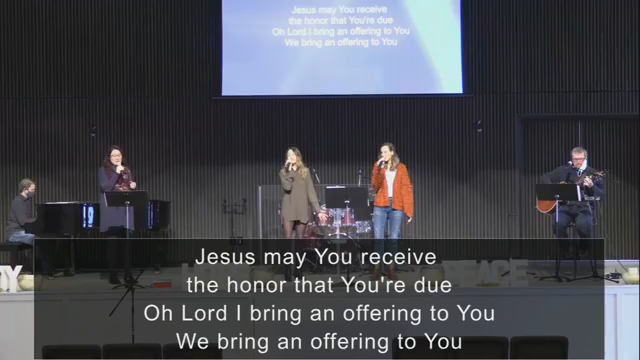 Jesus may You receive
the honor that You're due
Oh Lord I bring an offering to You
We bring an offering to You
PEACE
Jesus may You receive
the honor that You're due
Oh Lord I bring an offering to You
We bring an offering to You